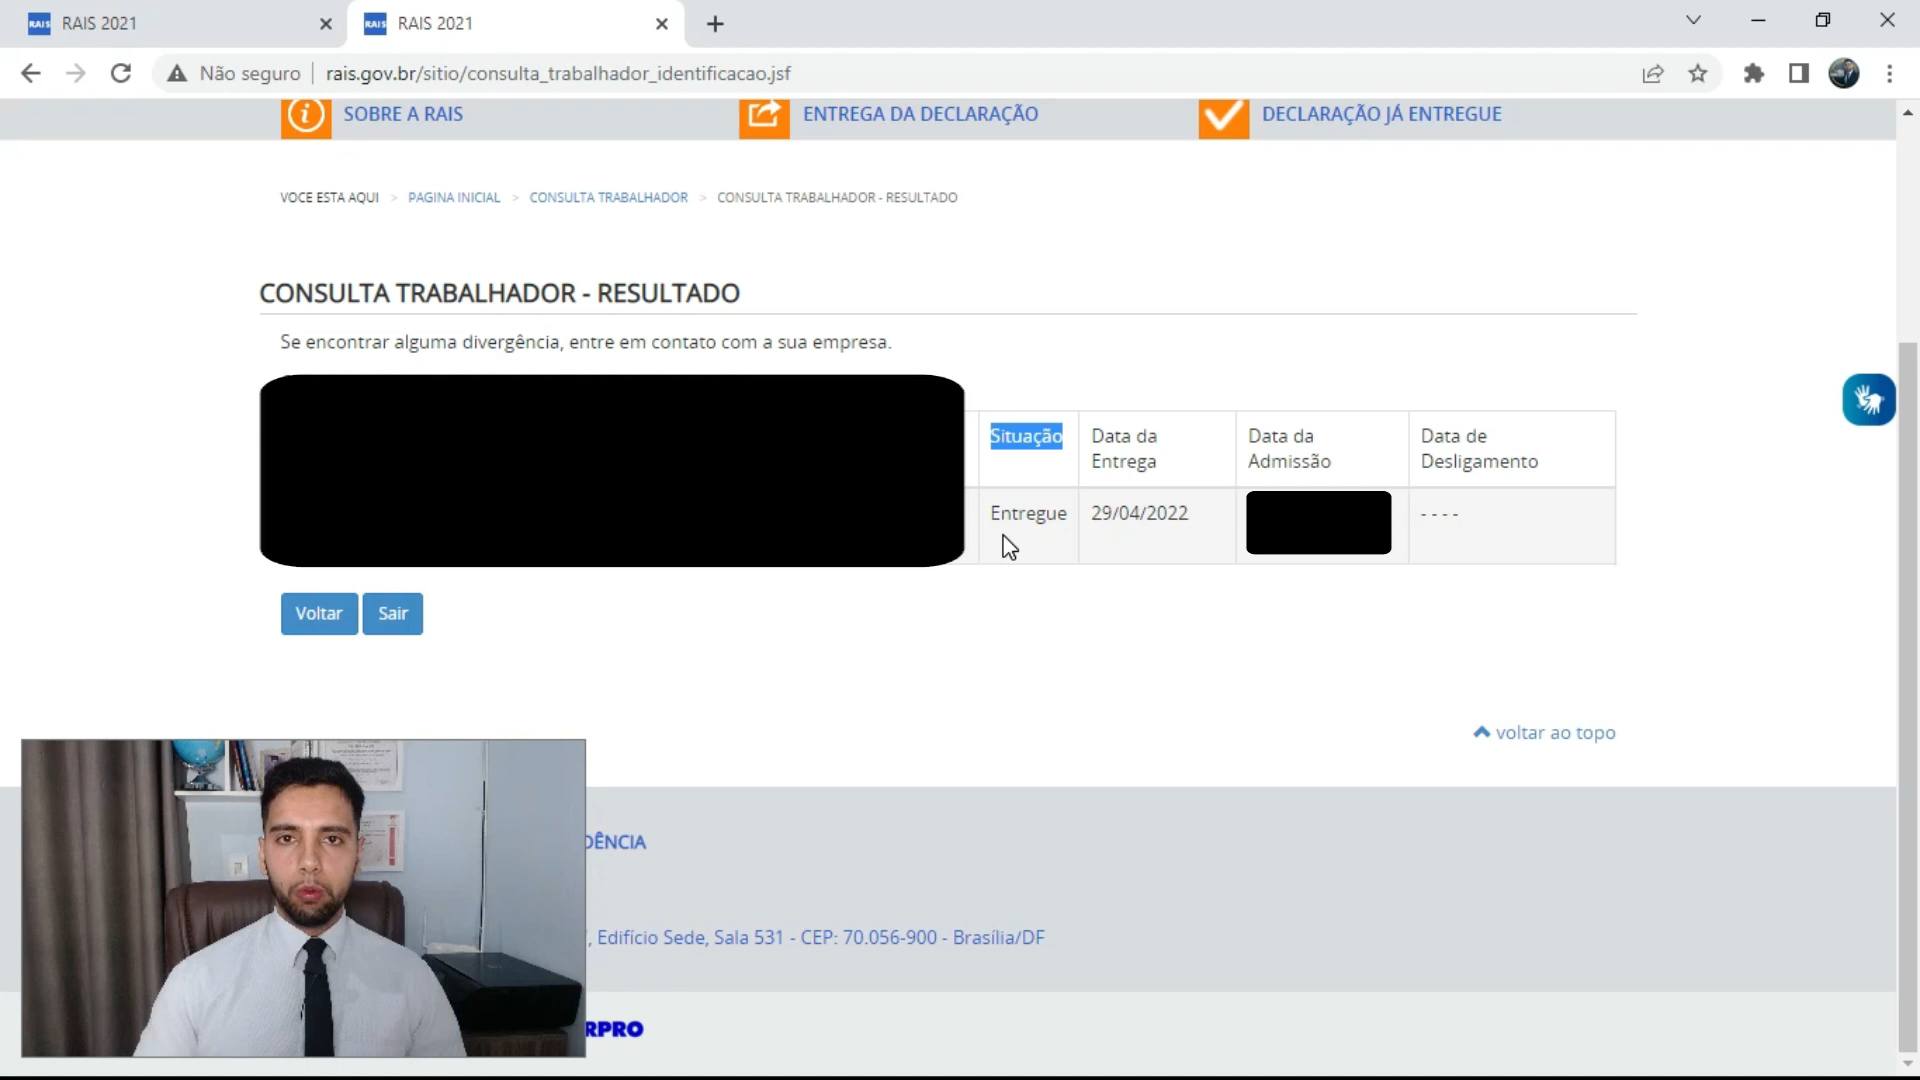 RAIS RAIS 2021
RAIS RAIS 2021
Não seguro rais.gov.br/sitio/consulta_trabalhador_identificacao.jsf
SOBRE A RAIS
ENTREGA DA DECLARAÇÃO
DECLARAÇÃO JÁ ENTREGUE
VOCE ESTA AQUI > PAGINA INICIAL > CONSULTA TRABALHADOR > CONSULTA TRABALHADOR - RESULTADO
CONSULTA TRABALHADOR - RESULTADO
Se encontrar alguma divergência, entre em contato com a sua empresa.
Situação
Data da
Entrega
Data da
Admissão
Data de
Desligamento
Entregue
29/04/2022
- - - -
Voltar
Sair
voltar ao topo
DÊNCIA
, Edifício Sede, Sala 531 - CEP: 70.056-900 - Brasília/DF
RPRO